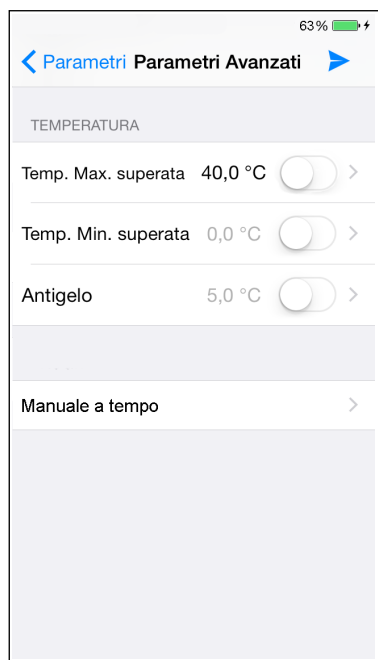 63%
Parametri Parametri Avanzati
TEMPERATURA
Temp. Max. superata 40,0 °C
Temp. Min. superata 0,0 °C
Antigelo 5,0 °C
Manuale a tempo